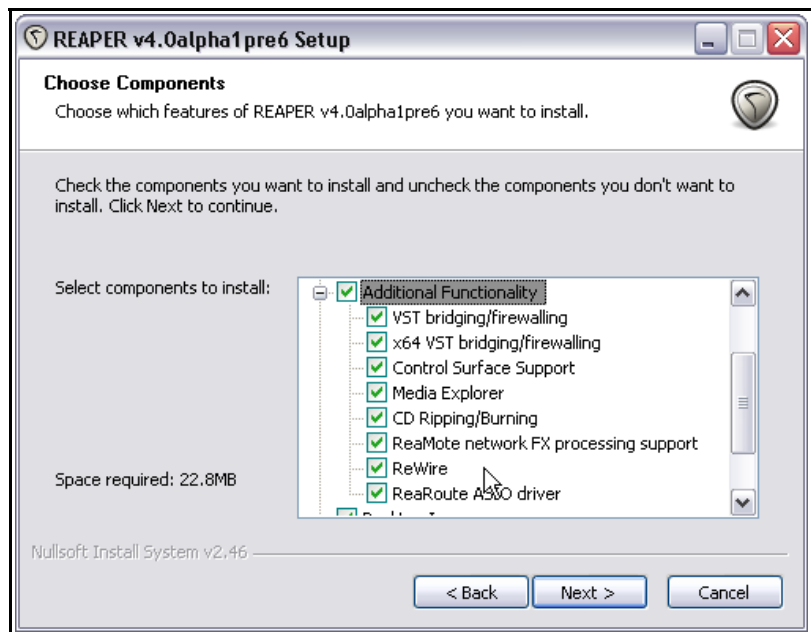 REAPER v4.0alpha1pre6 Setup
Choose Components
Choose which features of REAPER v4.0alpha1pre6 you want to install.
Check the components you want to install and uncheck the components you don't want to
install. Click Next to continue.
Select components to install:
Additional Functionality
VST bridging/firewalling
x64 VST bridging/firewalling
Control Surface Support
Media Explorer
CD Ripping/Burning
ReaMote network FX processing support
ReWire
ReaRoute ASIO driver
Space required: 22.8MB
Nullsoft Install System v2.46
< Back
Next >
Cancel